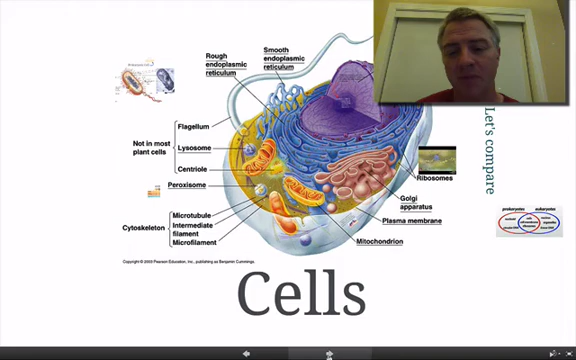 Rough
endoplasmic
reticulum
Smooth
endoplasmic
reticulum
Flagellum
Not in most
plant cells
Lysosome
Centriole
Peroxisome
Cytoskeleton
Microtubule
Intermediate
filament
Microfilament
Ribosomes
Golgi
apparatus
Plasma membrane
Mitochondrion
Copyright © 2003 Pearson Education, Inc., publishing as Benjamin Cummings.
Let's compare
prokaryotes
eukaryotes
Cells